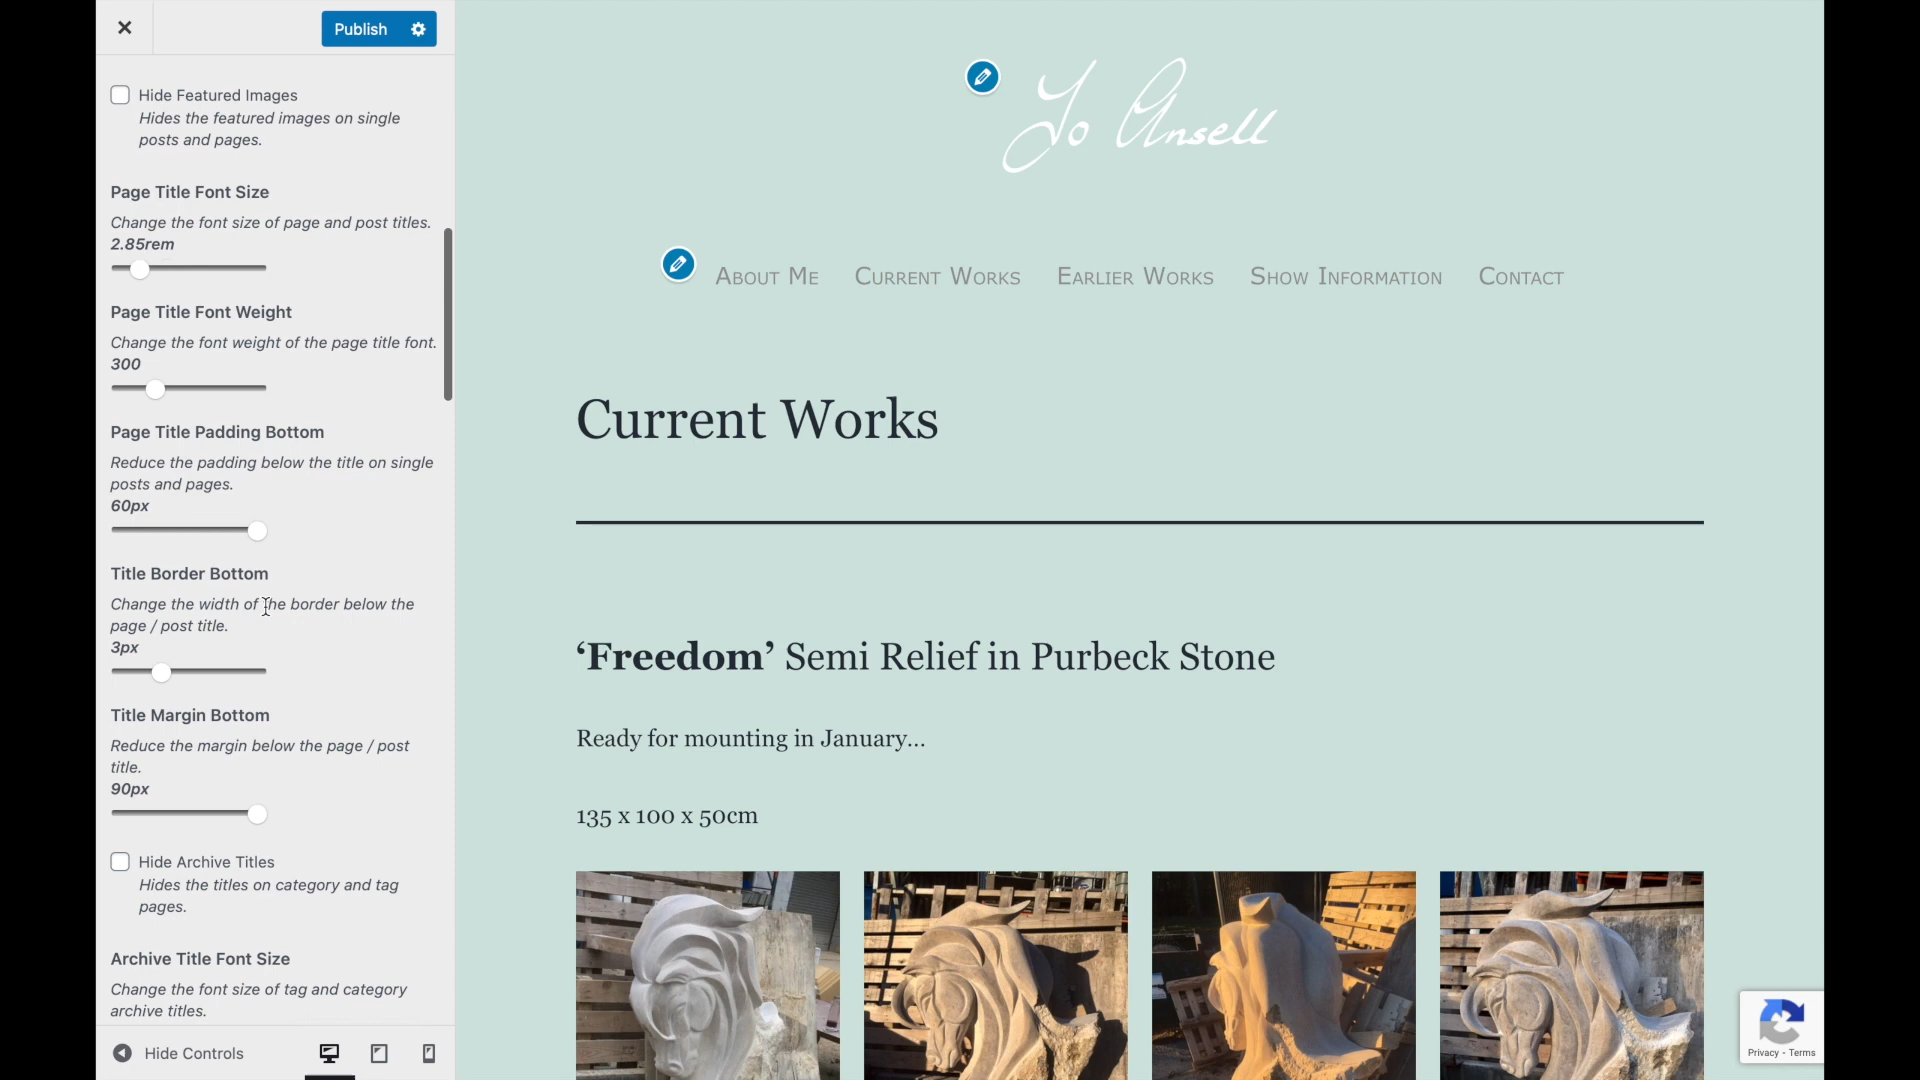 Publish
Hide Featured Images
Hides the featured images on single
posts and pages.
Page Title Font Size
Change the font size of page and post titles.
2.85rem
Page Title Font Weight
Change the font weight of the page title font.
300
Page Title Padding Bottom
Reduce the padding below the title on single
posts and pages.
60px
Title Border Bottom
Change the width of the border below the
page / post title.
3px
Title Margin Bottom
Reduce the margin below the page / post
title.
90px
Hide Archive Titles
Hides the titles on category and tag
pages.
Archive Title Font Size
Change the font size of tag and category
archive titles.
Hide Controls
Jo Ansell
About Me Current Works Earlier Works Show Information Contact
Current Works
‘Freedom’ Semi Relief in Purbeck Stone
Ready for mounting in January…
135 x 100 x 50cm
Privacy - Terms